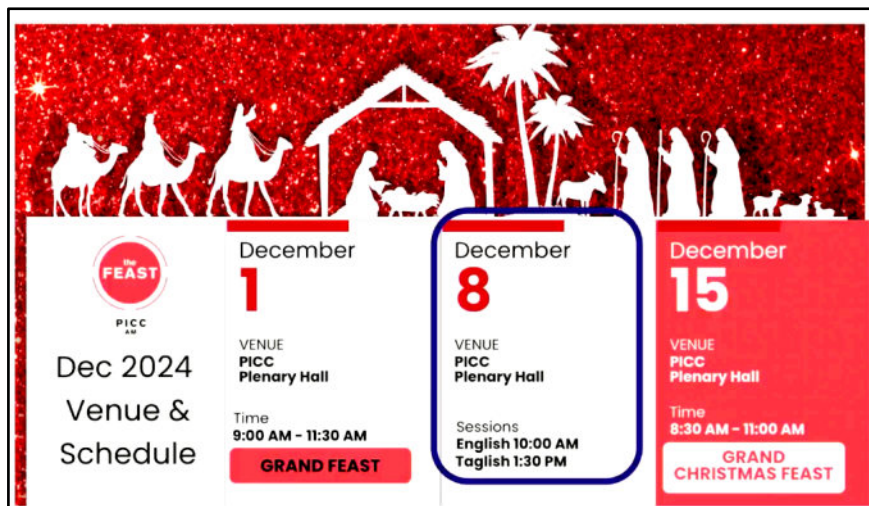 the
FEAST
PICC
AM
Dec 2024
Venue &
Schedule
December
1
VENUE
PICC
Plenary Hall
Time
9:00 AM - 11:30 AM
GRAND FEAST
December
8
VENUE
PICC
Plenary Hall
Sessions
English 10:00 AM
Taglish 1:30 PM
December
15
VENUE
PICC
Plenary Hall
Time
8:30 AM - 11:00 AM
GRAND
CHRISTMAS FEAST